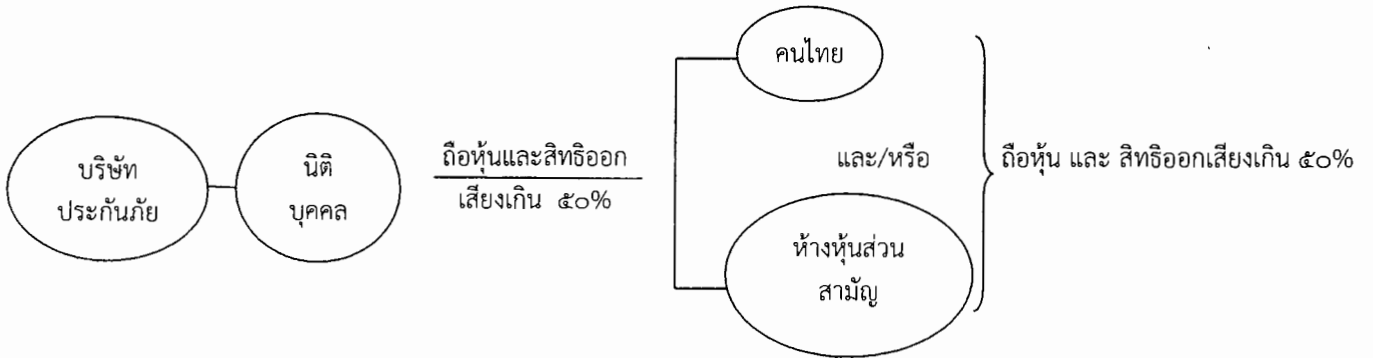 บริษัท
ประกันภัย
นิติ
บุคคล
ถือหุ้นและสิทธิออก
เสียงเกิน ๕๐%
คนไทย
และ/หรือ
ห้างหุ้นส่วน
สามัญ
ถือหุ้น และ สิทธิออกเสียงเกิน ๕๐%